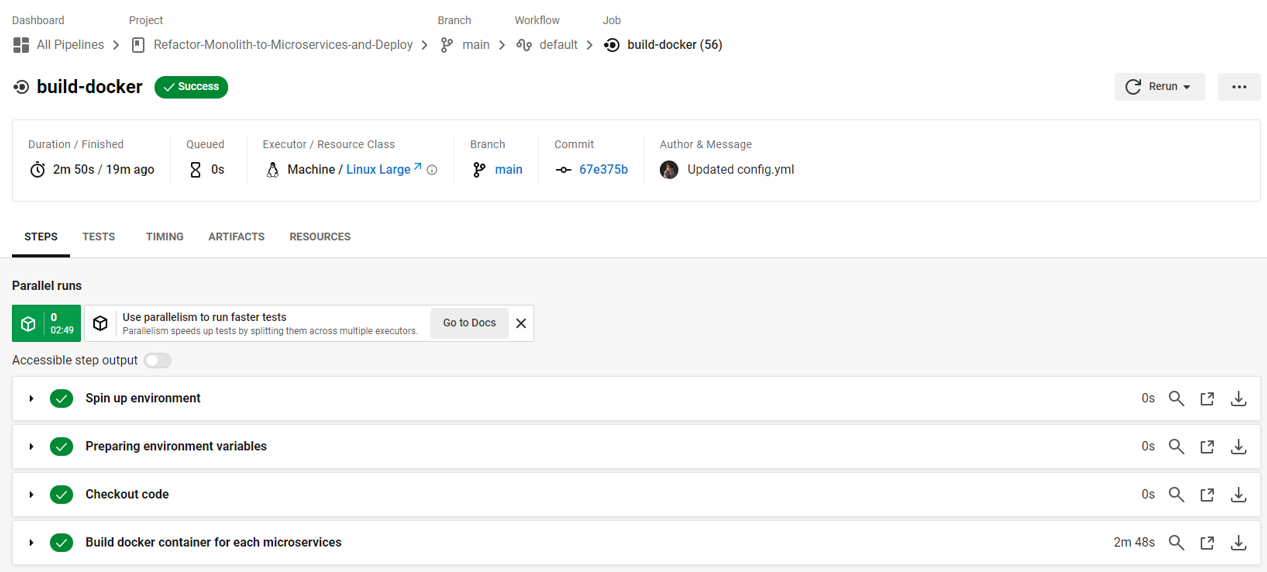 Dashboard Project Branch Workflow Job
All Pipelines Refactor-Monolith-to-Microservices-and-Deploy main default build-docker (56)
build-docker Success Rerun
Duration / Finished Queued Executor / Resource Class Branch Commit Author & Message
2m 50s / 19m ago 0s Machine / Linux Large main 67e375b Updated config.yml
STEPS TESTS TIMING ARTIFACTS RESOURCES
Parallel runs
0
02:49
Use parallelism to run faster tests
Parallelism speeds up tests by splitting them across multiple executors.
Go to Docs
Accessible step output
Spin up environment 0s
Preparing environment variables 0s
Checkout code 0s
Build docker container for each microservices 2m 48s